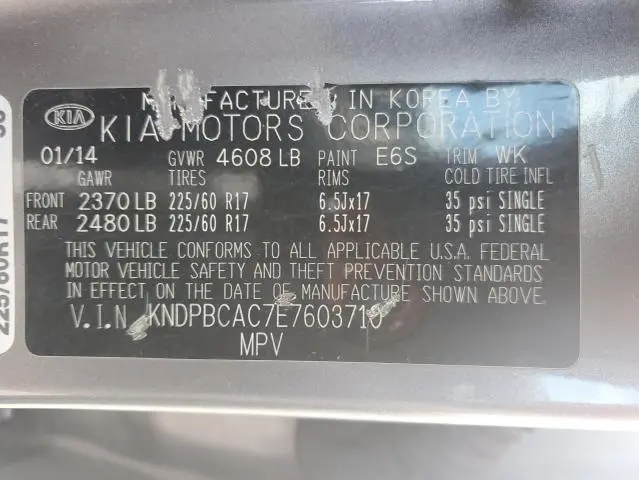 MANUFACTURED IN KOREA BY
KIA KIA MOTORS CORPORATION
01/14 GVWR 4608 LB PAINT E6S TRIM WK
GAWR TIRES RIMS COLD TIRE INFL
FRONT 2370 LB 225/60 R17 6.5Jx17 35 psi SINGLE
REAR 2480 LB 225/60 R17 6.5Jx17 35 psi SINGLE
THIS VEHICLE CONFORMS TO ALL APPLICABLE U.S.A. FEDERAL
MOTOR VEHICLE SAFETY AND THEFT PREVENTION STANDARDS
IN EFFECT ON THE DATE OF MANUFACTURE SHOWN ABOVE.
V.I.N KNDPBCAC7E7603710
MPV
225/60R17